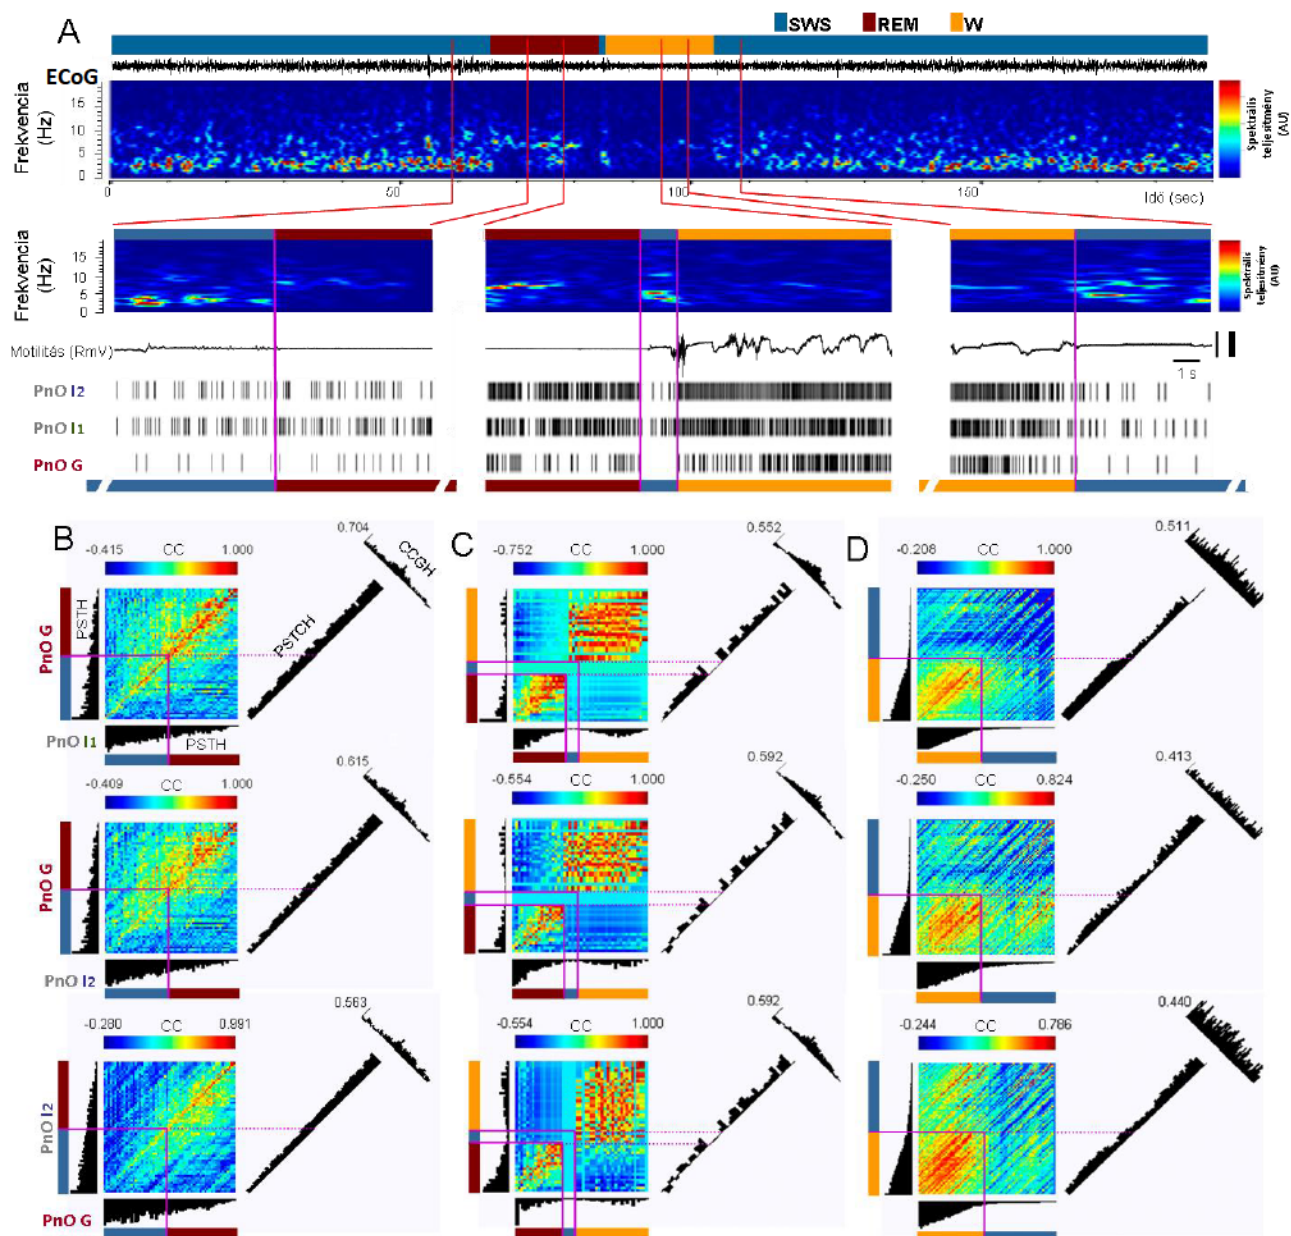 A
SWS REM W
ECoG
Frekvencia
(Hz)
15
10
5
0
Spektrális
teljesítmény
(AU)
0 50 100 150 Idő (sec)
Frekvencia
(Hz)
15
10
5
0
Spektrális
teljesítmény
(AU)
Motilitás (RmV)
1 s
PnO I2
PnO I1
PnO G
B
-0.415 CC 1.000
0.704
CCGH
PSTH
PSTCH
PnO G
PnO I1
PSTH
-0.409 CC 1.000
0.615
PnO G
PnO I2
-0.280 CC 0.991
0.563
PnO I2
PnO G
C
-0.752 CC 1.000
0.552
-0.554 CC 1.000
0.592
-0.554 CC 1.000
0.592
D
-0.208 CC 1.000
0.511
-0.250 CC 0.824
0.413
-0.244 CC 0.786
0.440